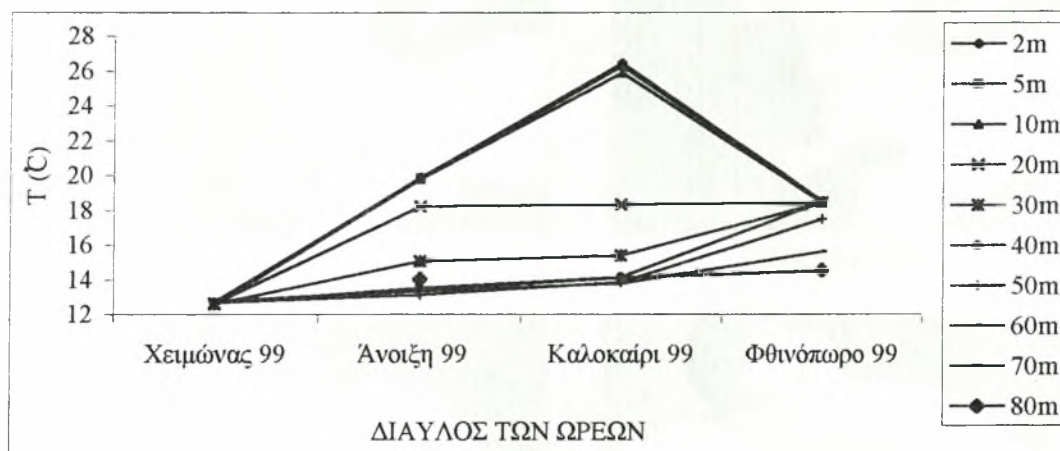 28
26
24
22
20
18
16
14
12
T (°C)
Χειμώνας 99
Άνοιξη 99
Καλοκαίρι 99
Φθινόπωρο 99
ΔΙΑΥΛΟΣ ΤΩΝ ΩΡΕΩΝ
2m
5m
10m
20m
30m
40m
50m
60m
70m
80m